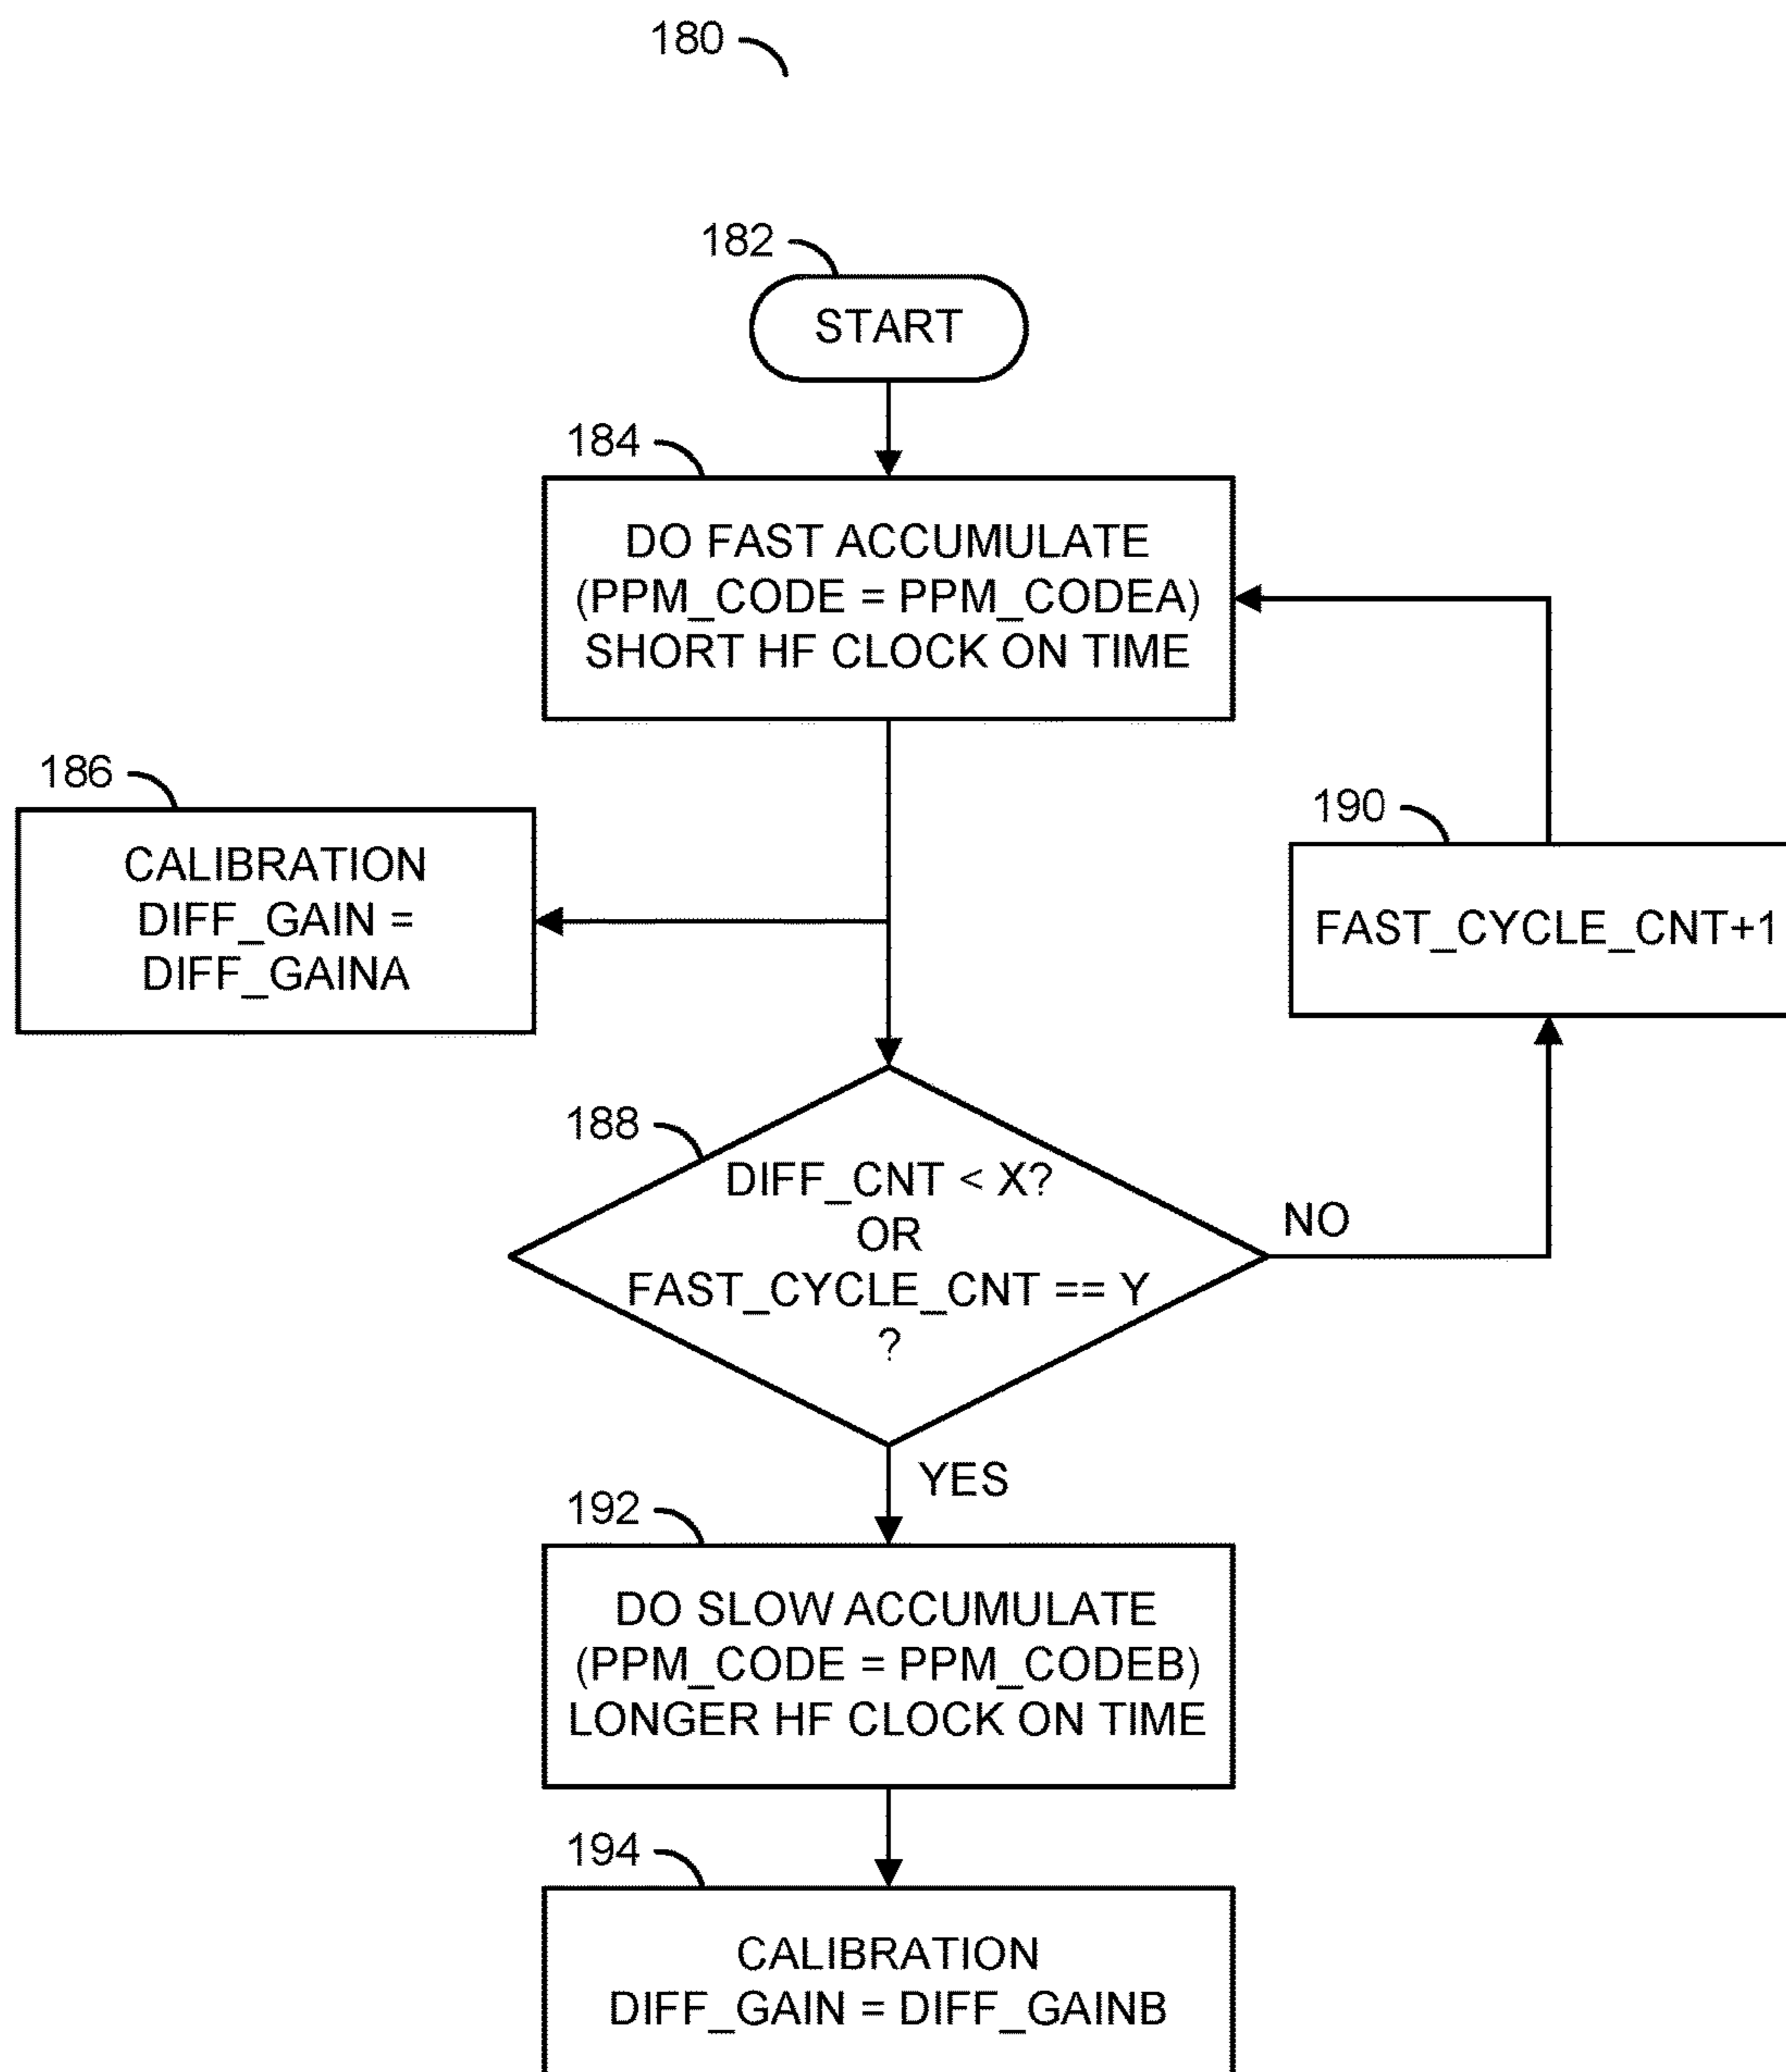 180
182
START
184
DO FAST ACCUMULATE
(PPM_CODE = PPM_CODEA)
SHORT HF CLOCK ON TIME
186
CALIBRATION
DIFF_GAIN =
DIFF_GAINA
190
FAST_CYCLE_CNT+1
188
DIFF_CNT < X?
OR
FAST_CYCLE_CNT == Y
?
NO
YES
192
DO SLOW ACCUMULATE
(PPM_CODE = PPM_CODEB)
LONGER HF CLOCK ON TIME
194
CALIBRATION
DIFF_GAIN = DIFF_GAINB